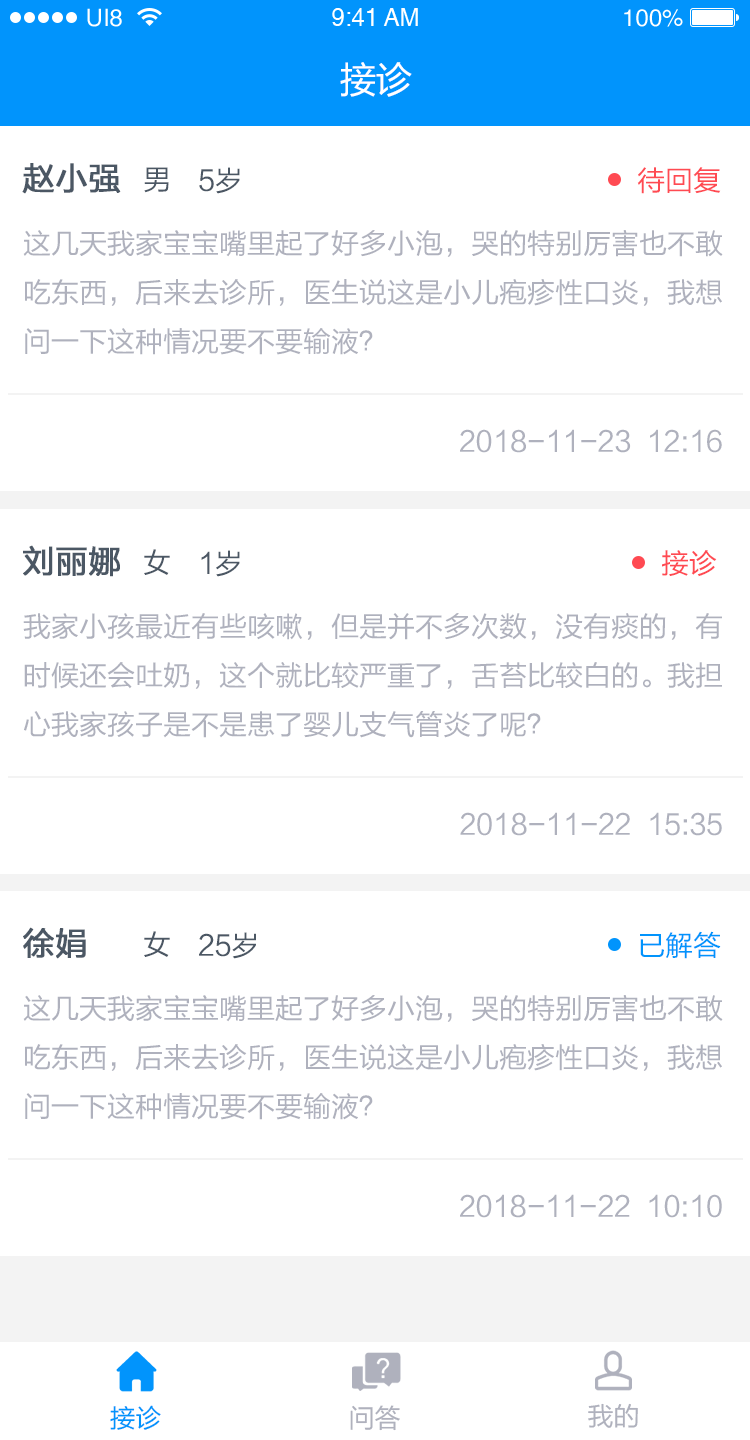 UI8 9:41 AM 100%
接诊
赵小强 男 5岁 待回复
这几天我家宝宝嘴里起了好多小泡，哭的特别厉害也不敢
吃东西，后来去诊所，医生说这是小儿疱疹性口炎，我想
问一下这种情况要不要输液？
2018-11-23 12:16
刘丽娜 女 1岁 接诊
我家小孩最近有些咳嗽，但是并不多次数，没有痰的，有
时候还会吐奶，这个就比较严重了，舌苔比较白的。我担
心我家孩子是不是患了婴儿支气管炎了呢？
2018-11-22 15:35
徐娟 女 25岁 已解答
这几天我家宝宝嘴里起了好多小泡，哭的特别厉害也不敢
吃东西，后来去诊所，医生说这是小儿疱疹性口炎，我想
问一下这种情况要不要输液？
2018-11-22 10:10
?
接诊 问答 我的